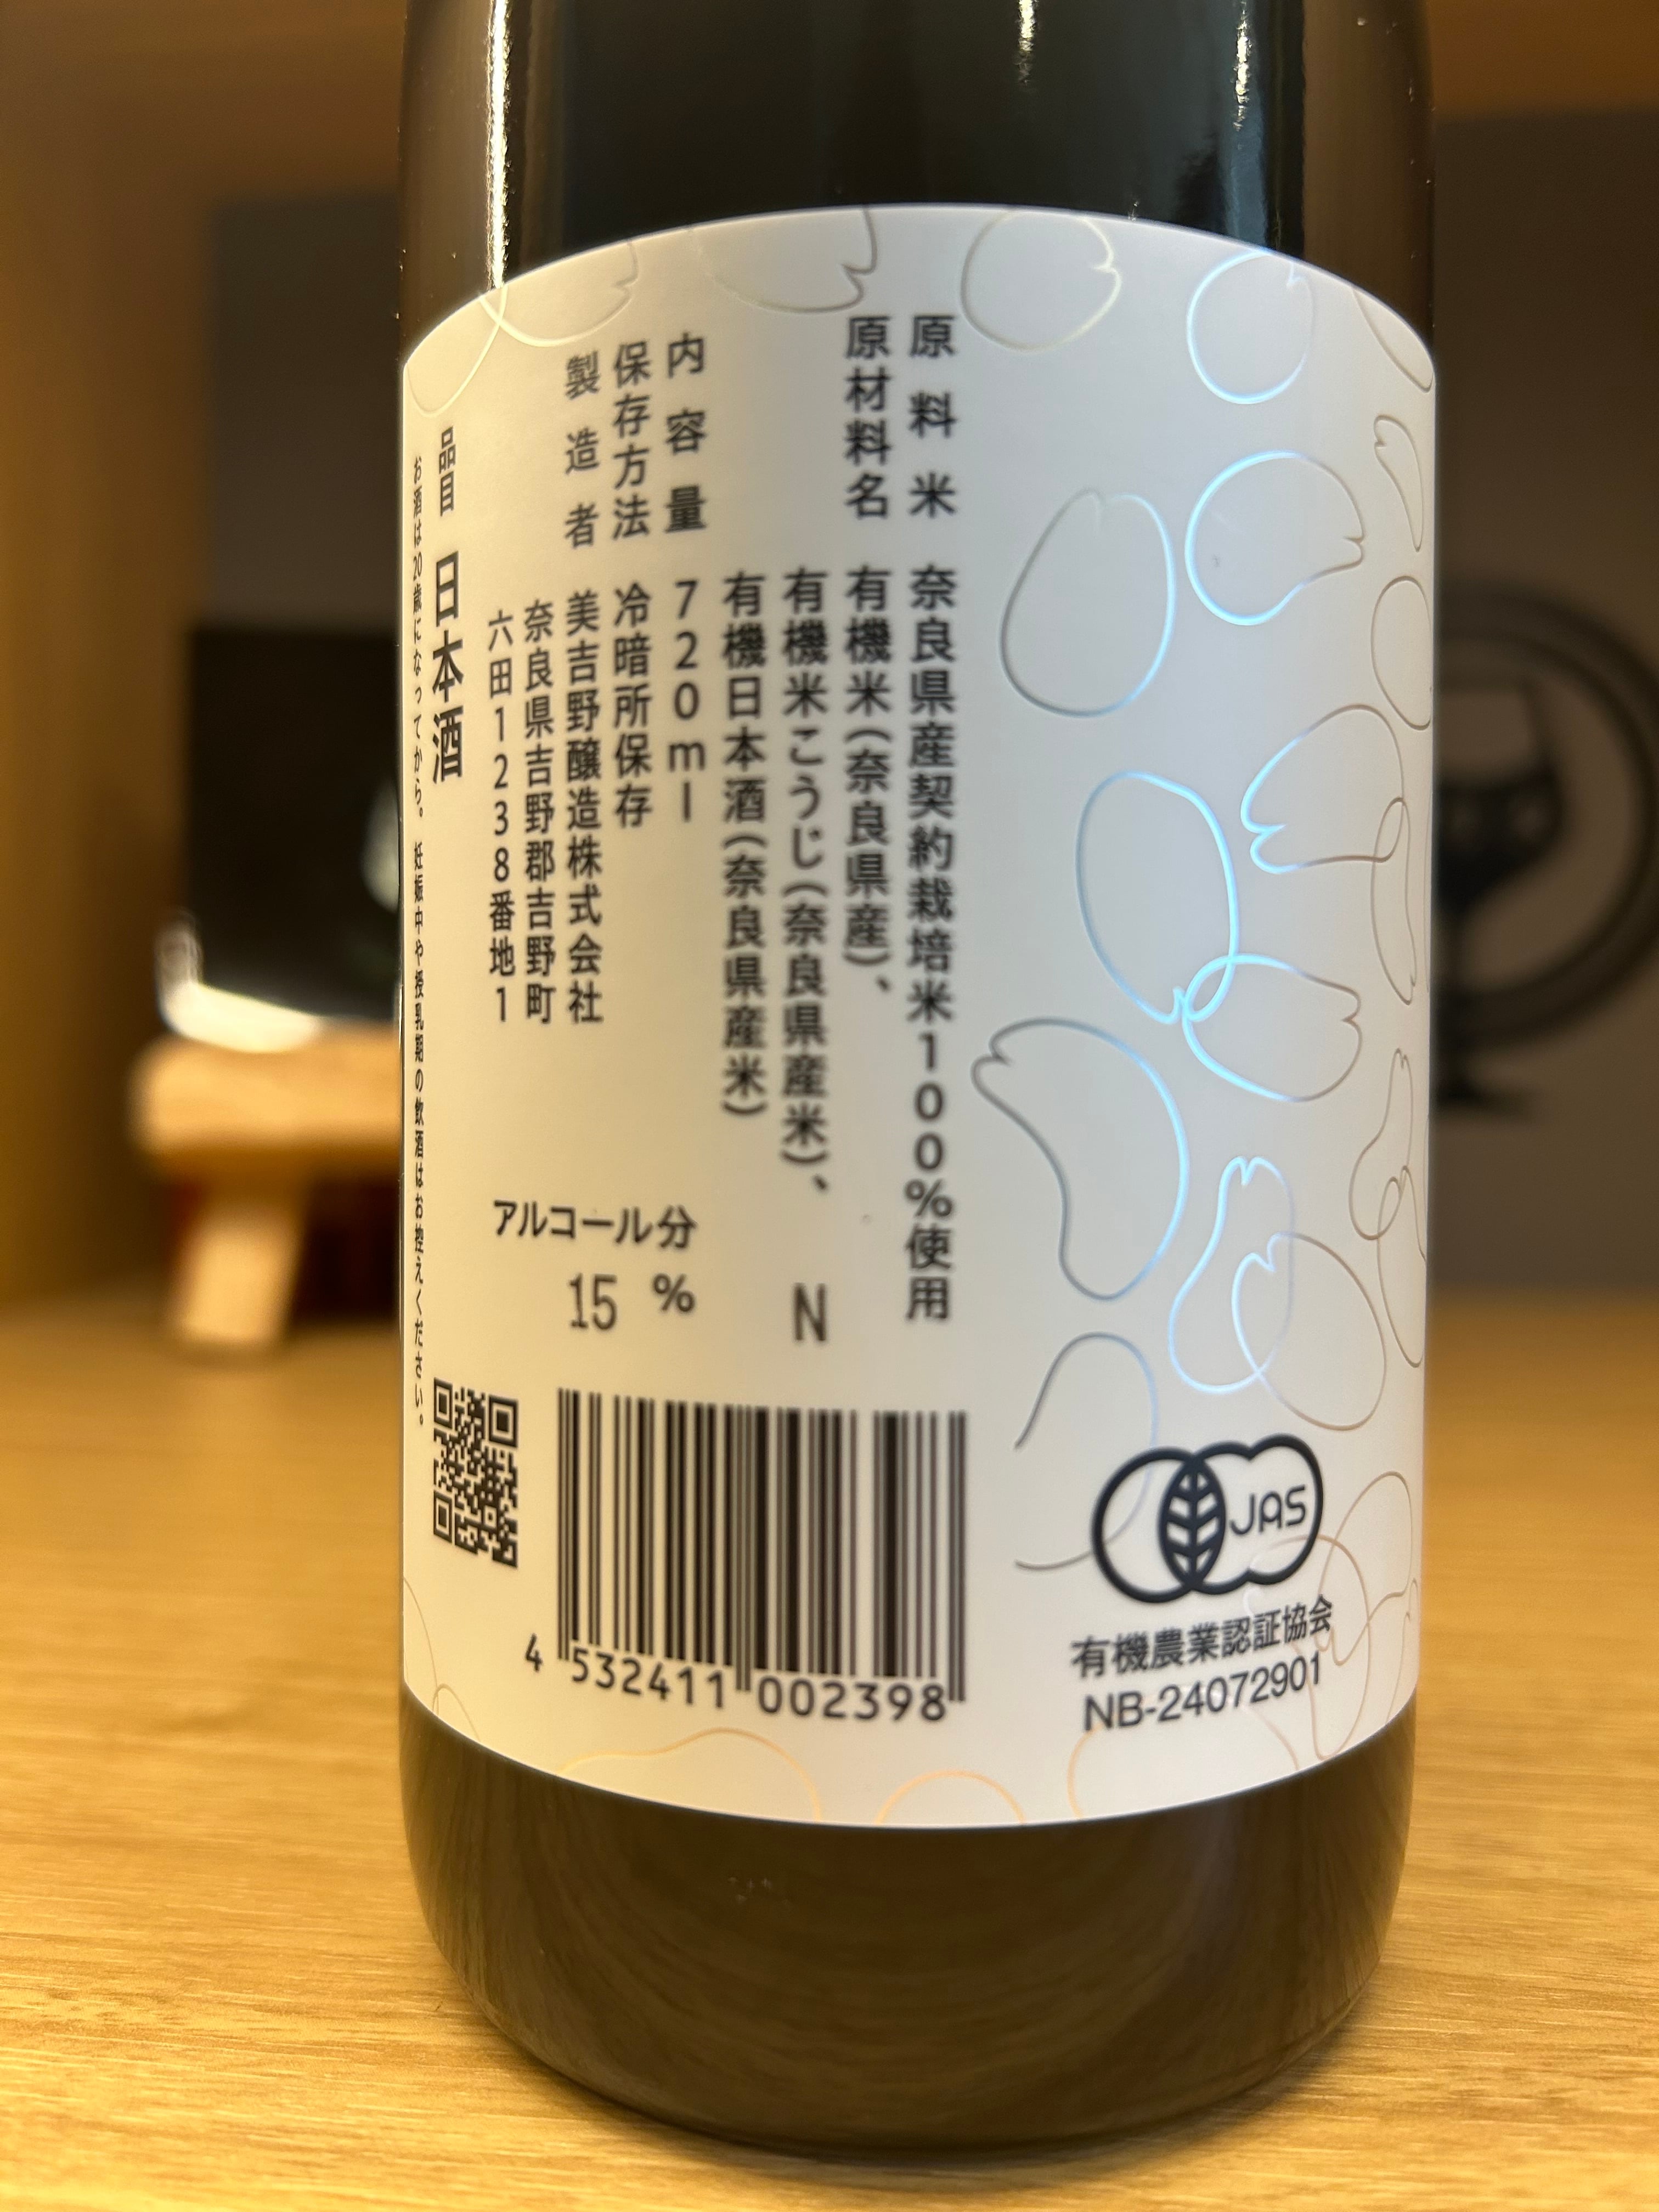 原料米 奈良県産契約栽培米100%使用
原材料名 有機米(奈良県産)、
有機米こうじ(奈良県産米)、
有機日本酒(奈良県産米)
内容量 720ml
保存方法 冷暗所保存
製造者 美吉野醸造株式会社
奈良県吉野郡吉野町
六田1238番地1
品目 日本酒
お酒は20歳になってから。妊娠中や授乳期の飲酒はお控えください。
N
アルコール分
15%
4 532411 002398
JAS
有機農業認証協会
NB-24072901